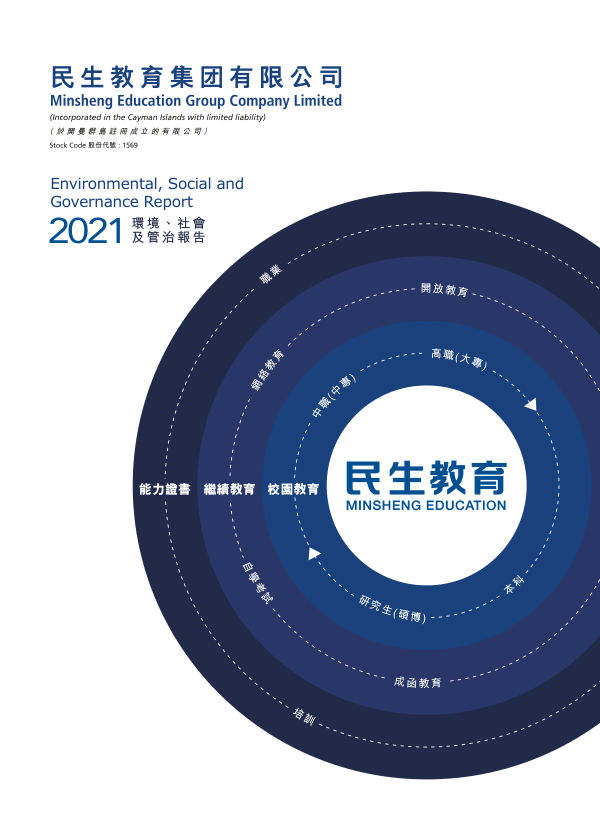 民生教育集团有限公司
Minsheng Education Group Company Limited
(Incorporated in the Cayman Islands with limited liability)
(於開曼群島註冊成立的有限公司)
Stock Code 股份代號 : 1569
Environmental, Social and
Governance Report
2021 環境、社會
及管治報告
職業
開放教育
網絡教育
高職(大專)
中職(中專)
能力證書 繼續教育 校園教育
民生教育
MINSHENG EDUCATION
自學考試
本科
研究生(碩博)
成函教育
培訓